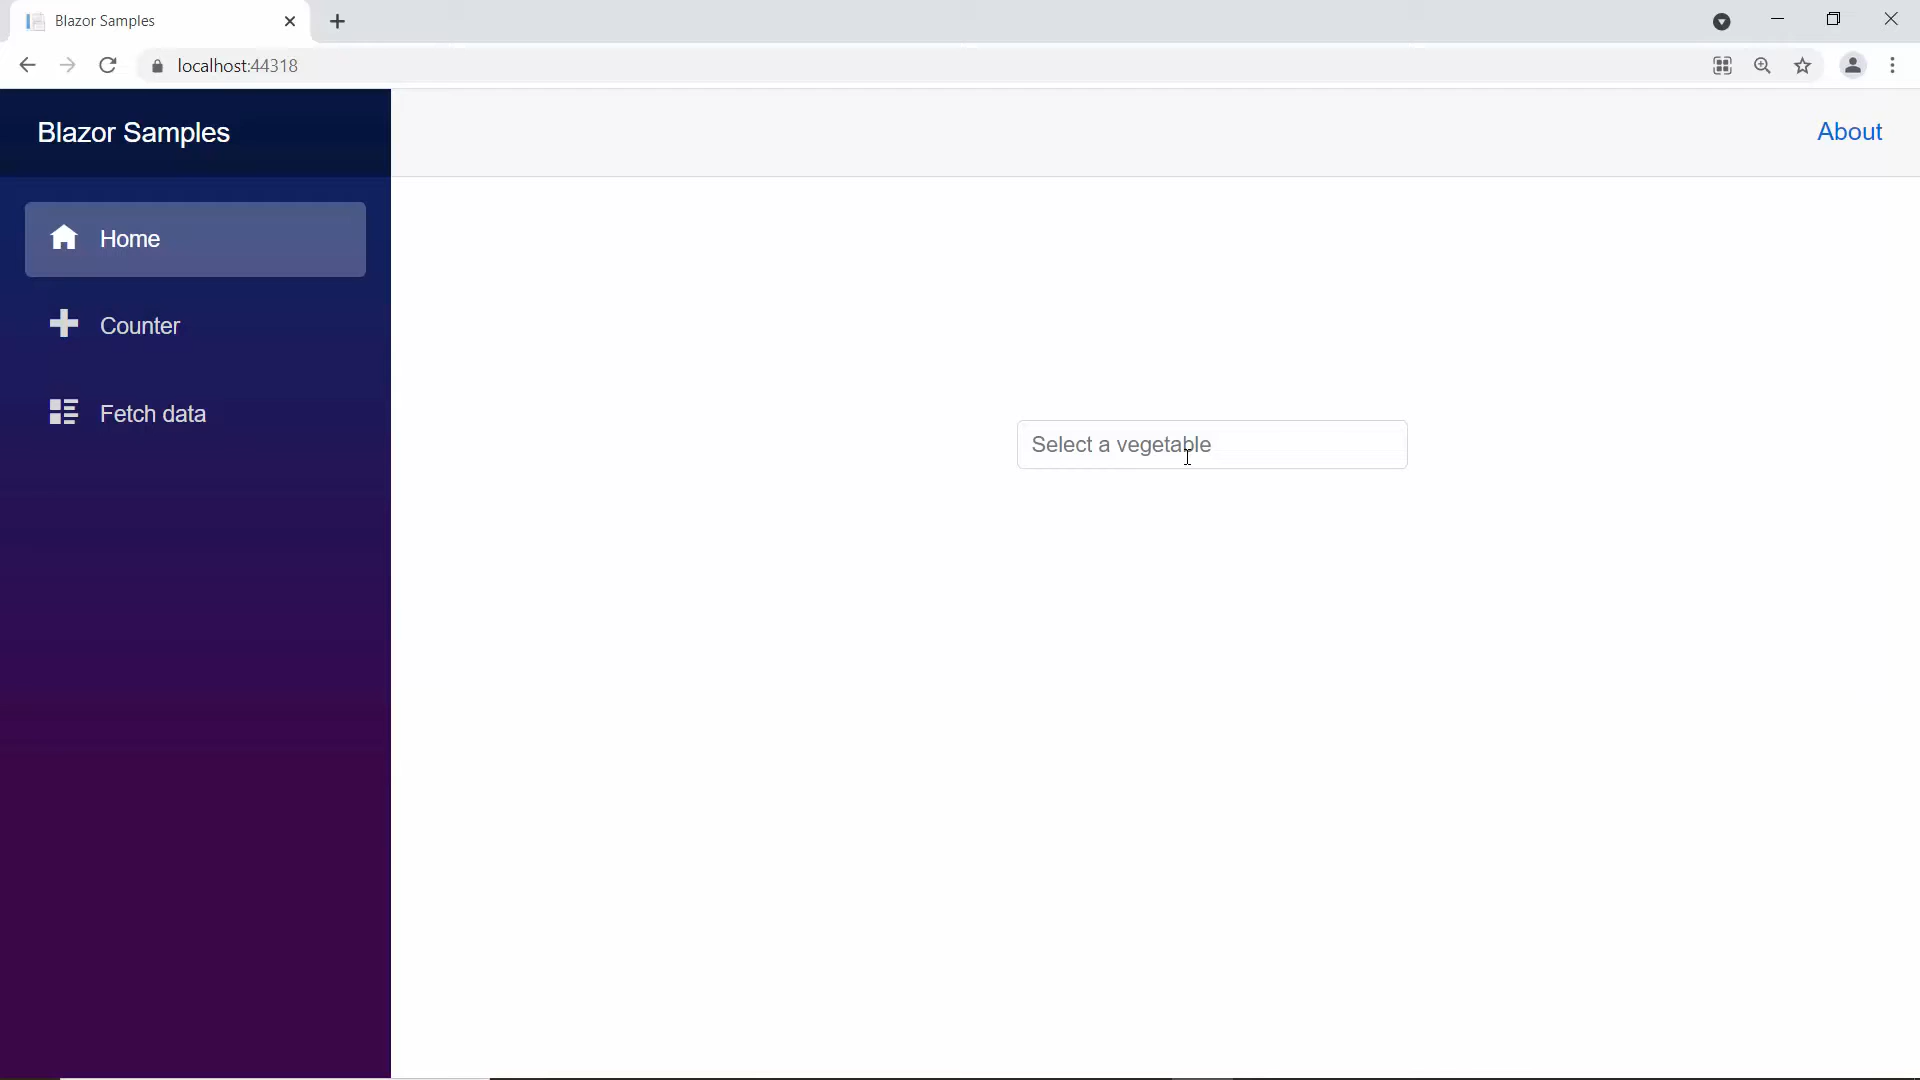 Blazor Samples
localhost:44318
Blazor Samples
About
Home
Counter
Fetch data
Select a vegetable